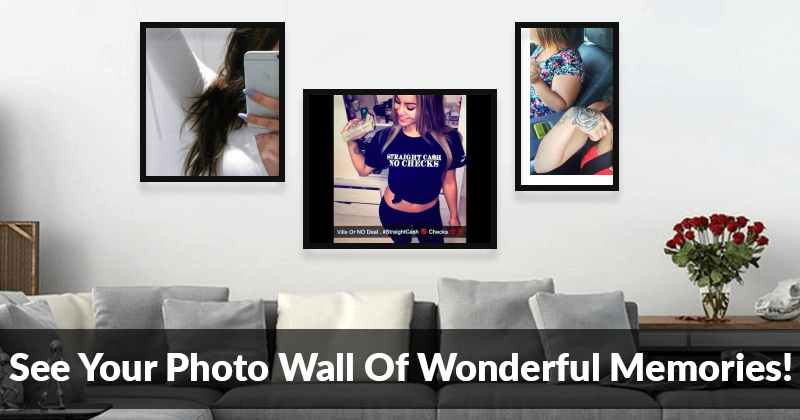 STRAIGHT CASH
NO CHECKS
Ville Or NO Deal . #StraightCash 🚫 Checks
See Your Photo Wall Of Wonderful Memories!